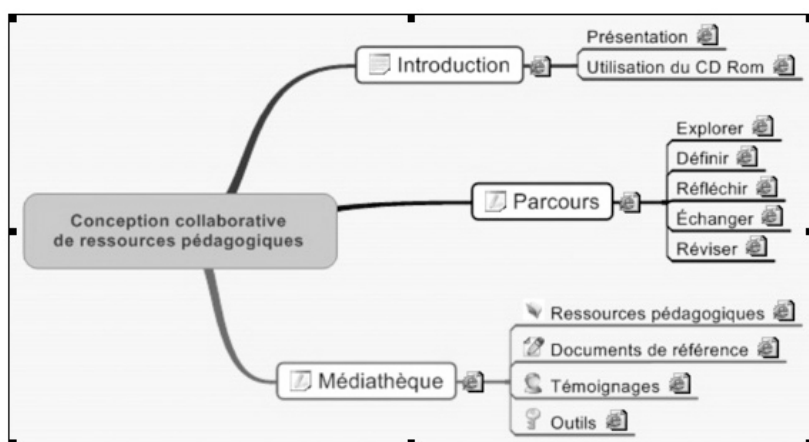 Présentation
Introduction
Utilisation du CD Rom
Explorer
Définir
Parcours
Réfléchir
Échanger
Réviser
Conception collaborative
de ressources pédagogiques
Ressources pédagogiques
Documents de référence
Médiathèque
Témoignages
Outils